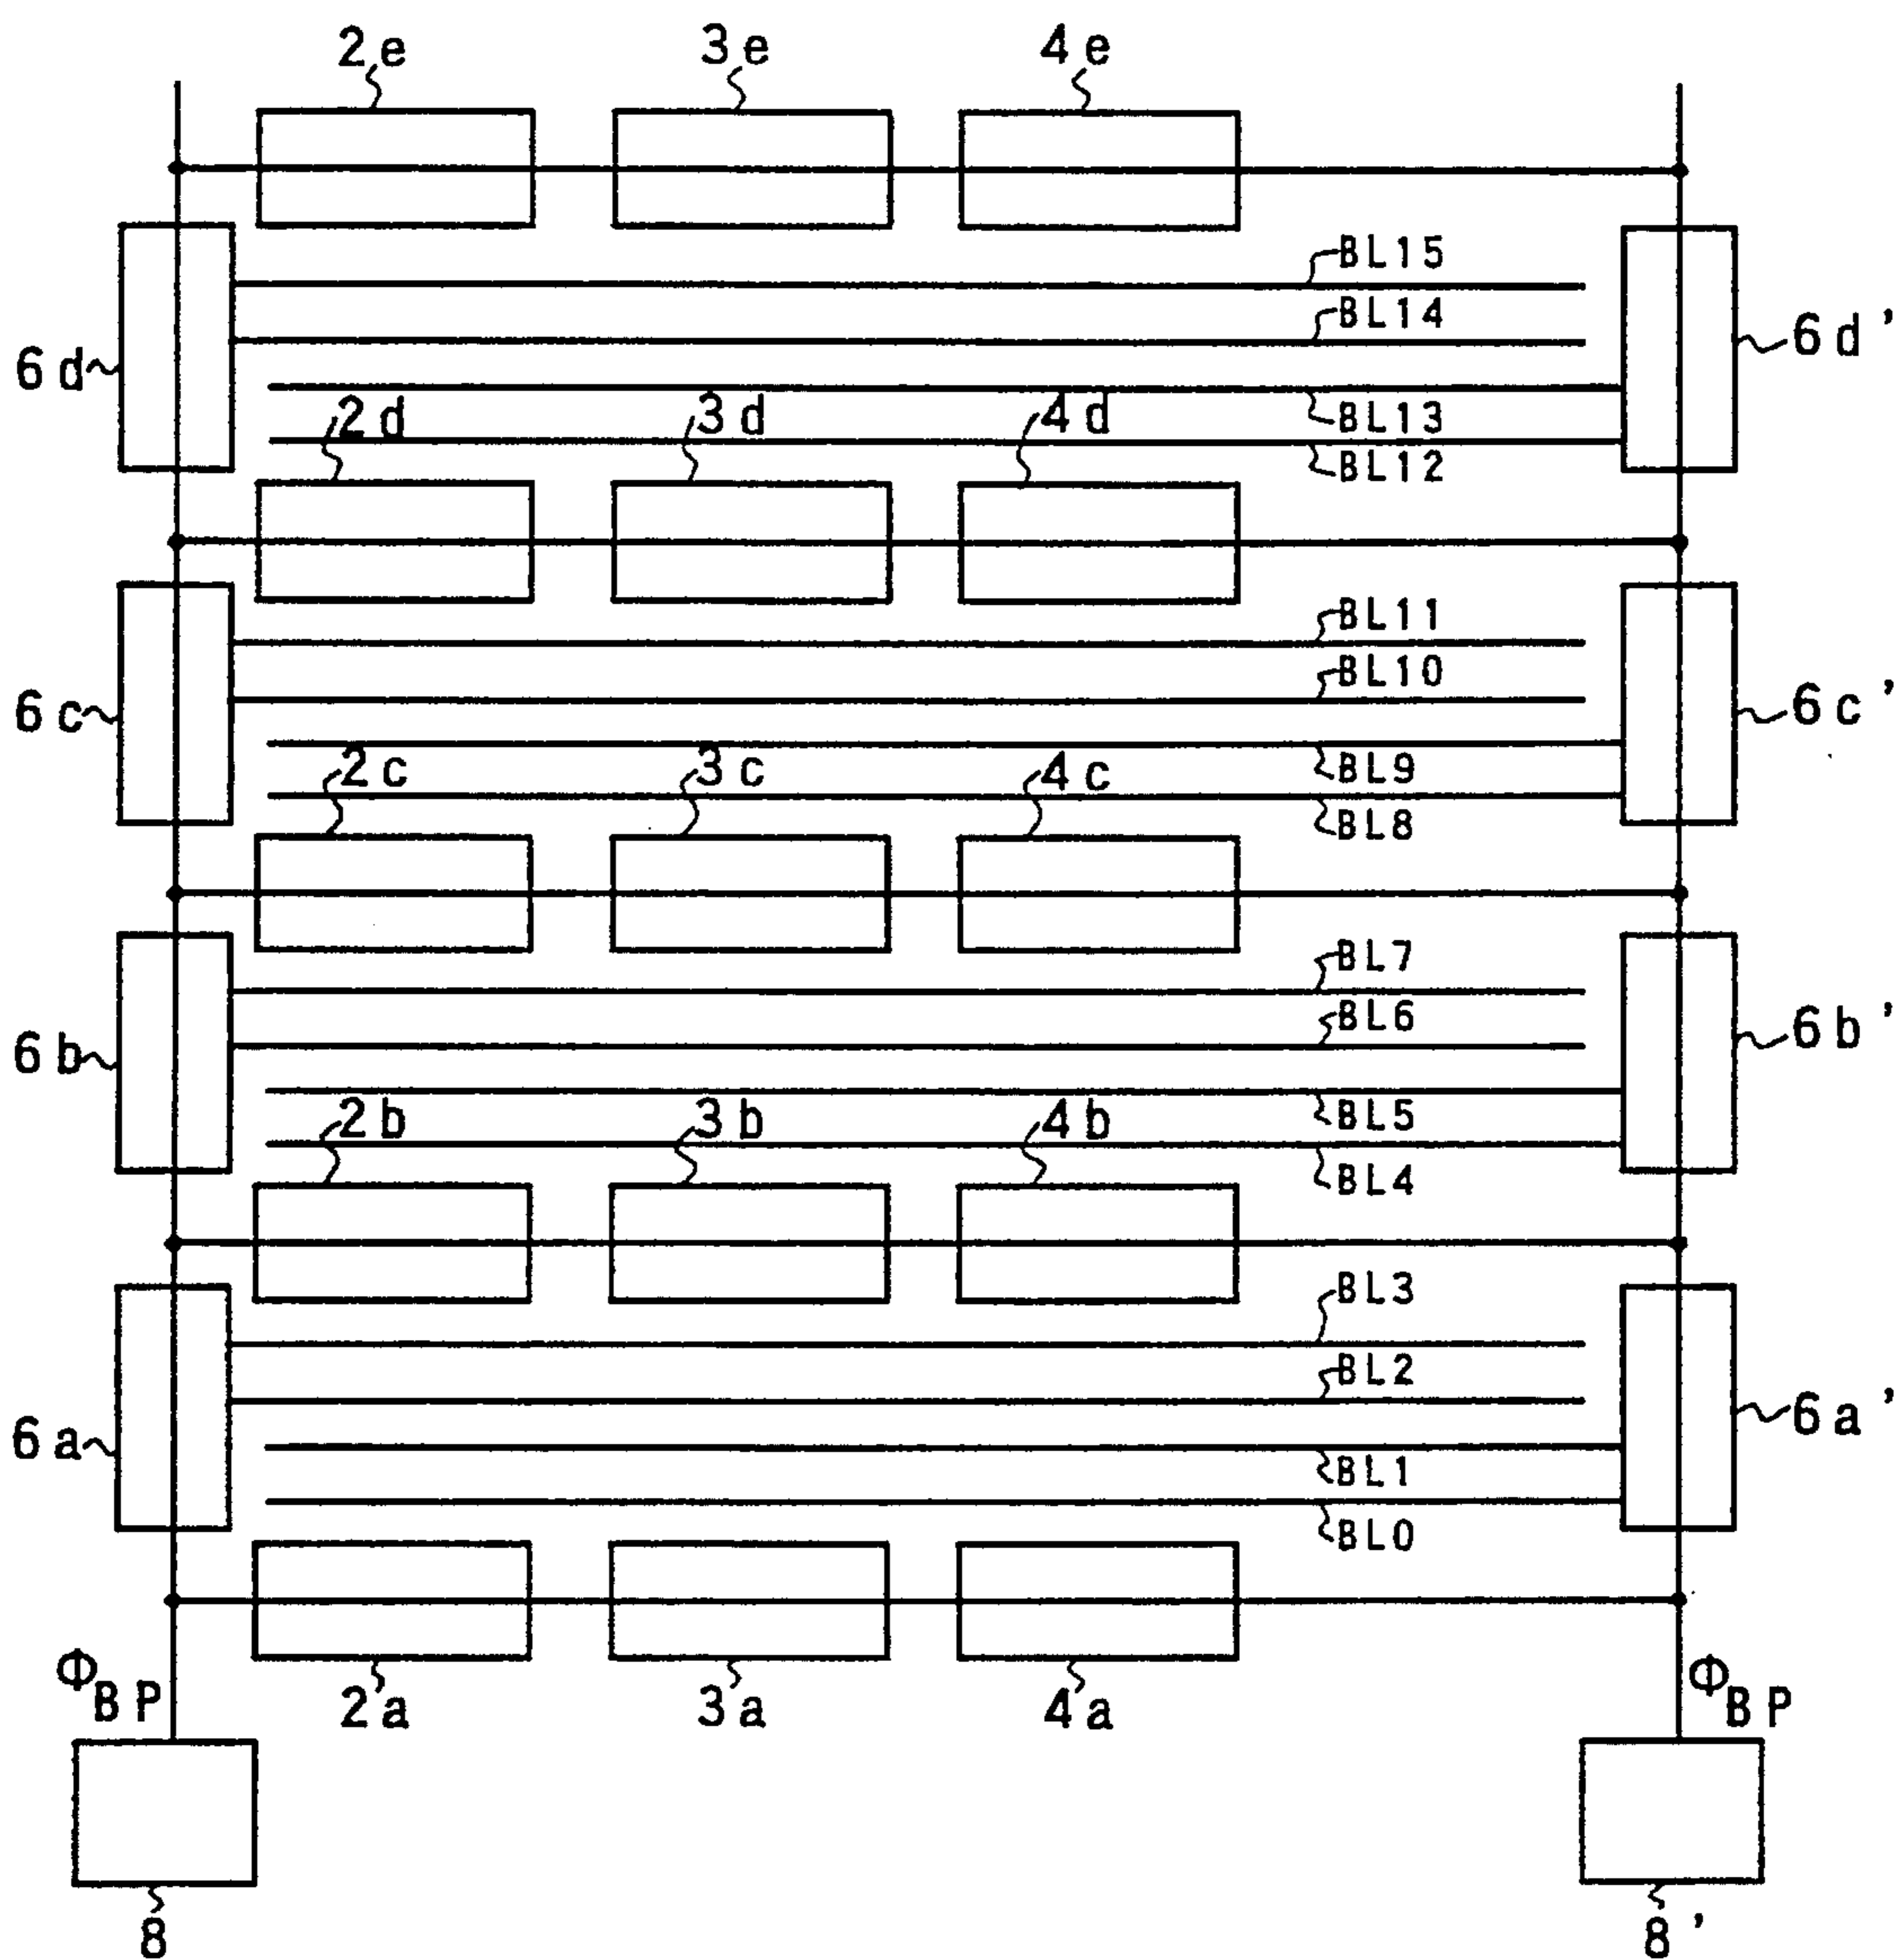 2e 3e 4e
BL15
BL14
6d 6d'
BL13
2d 3d 4d
BL12
BL11
BL10
6c 6c'
BL9
2c 3c 4c
BL8
BL7
BL6
6b 6b'
BL5
2b 3b 4b
BL4
BL3
BL2
6a 6a'
BL1
BL0
ΦBP ΦBP
2a 3a 4a
8 8'